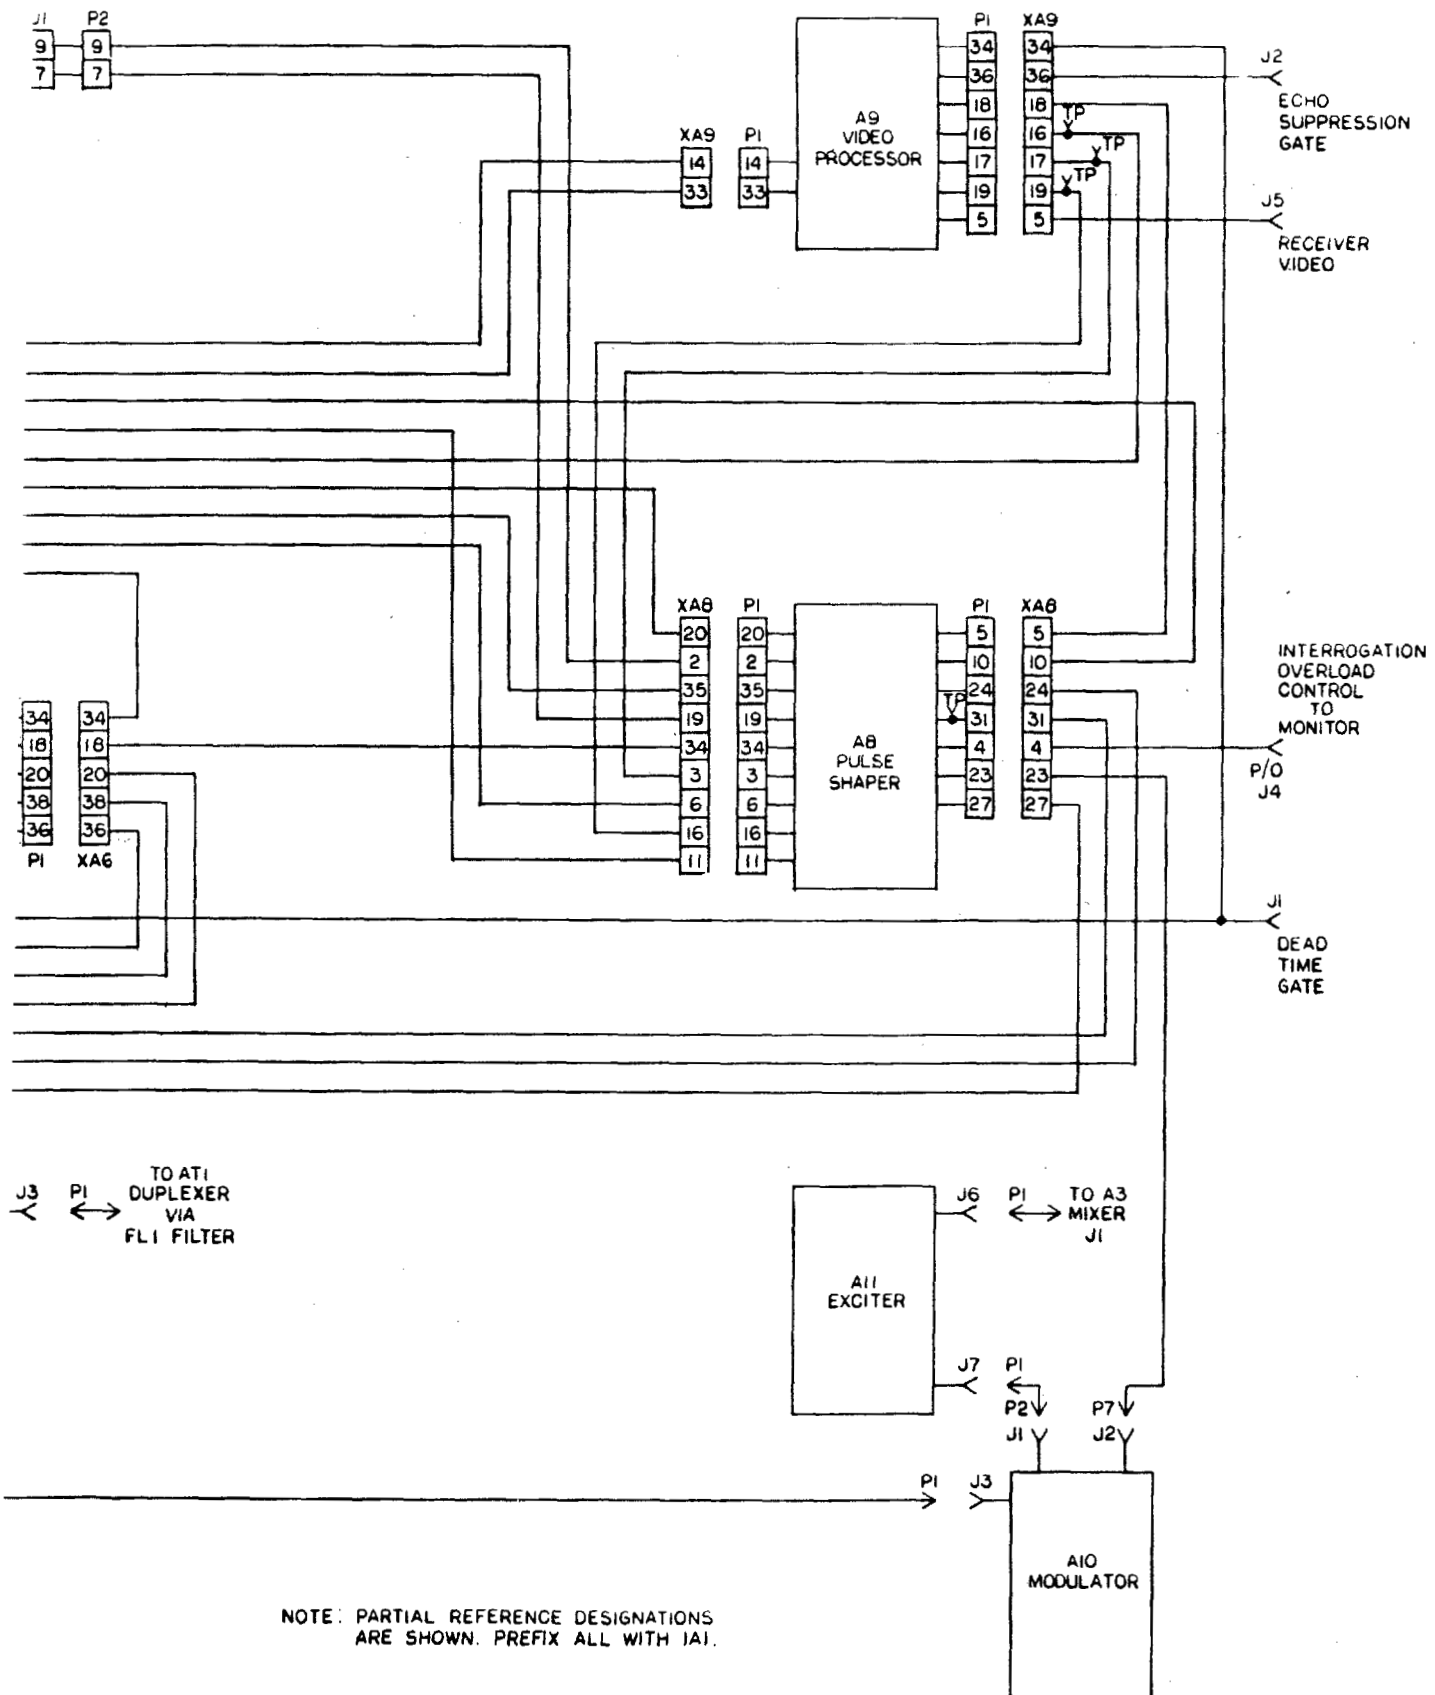 J1 P2
9 9
7 7
P1 XA9
34 34
36 36
18 18
16 16
17 17
19 19
5 5
TP
TP
TP
J2
ECHO
SUPPRESSION
GATE
J5
RECEIVER
VIDEO
A9
VIDEO
PROCESSOR
XA9 P1
14 14
33 33
XA8 P1
20 20
2 2
35 35
19 19
34 34
3 3
6 6
16 16
11 11
A8
PULSE
SHAPER
TP
P1 XA8
5 5
10 10
24 24
31 31
4 4
23 23
27 27
INTERROGATION
OVERLOAD
CONTROL
TO
MONITOR
P/O
J4
34 34
18 18
20 20
38 38
36 36
P1 XA6
J1
DEAD
TIME
GATE
J3 P1
TO AT1
DUPLEXER
VIA
FL1 FILTER
A11
EXCITER
J6 P1
TO A3
MIXER
J1
J7 P1
P2 P7
J1 J2
P1 J3
A10
MODULATOR
NOTE: PARTIAL REFERENCE DESIGNATIONS
ARE SHOWN. PREFIX ALL WITH 1A1.